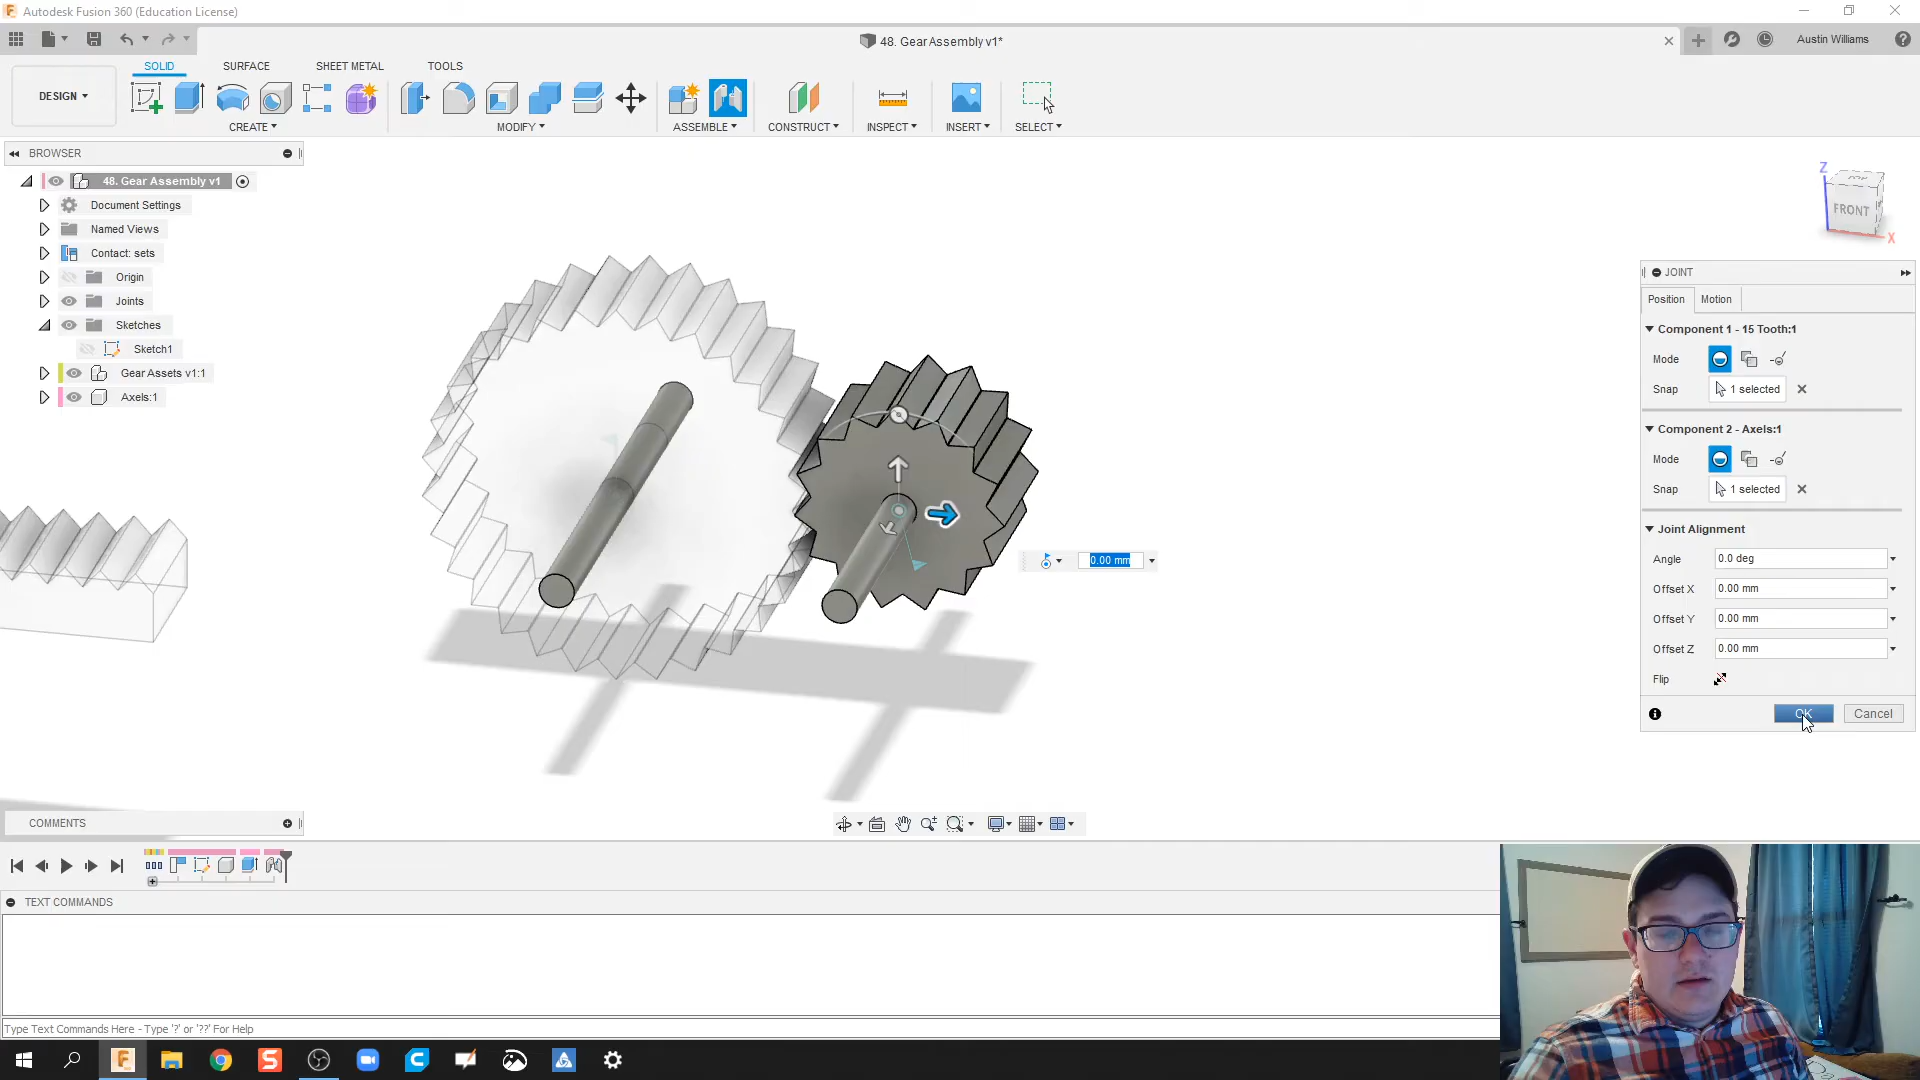 Autodesk Fusion 360 (Education License)
48. Gear Assembly v1*
Austin Williams
SOLID
SURFACE
SHEET METAL
TOOLS
DESIGN
CREATE
MODIFY
ASSEMBLE
CONSTRUCT
INSPECT
INSERT
SELECT
BROWSER
48. Gear Assembly v1
Document Settings
Named Views
Contact: sets
Origin
Joints
Sketches
Sketch1
Gear Assets v1:1
Axels:1
Z
TOP
FRONT
X
0.00 mm
JOINT
Position
Motion
Component 1 - 15 Tooth:1
Mode
Snap
1 selected
Component 2 - Axels:1
Mode
Snap
1 selected
Joint Alignment
Angle
0.0 deg
Offset X
0.00 mm
Offset Y
0.00 mm
Offset Z
0.00 mm
Flip
OK
Cancel
COMMENTS
TEXT COMMANDS
Type Text Commands Here - Type '?' or '??' For Help